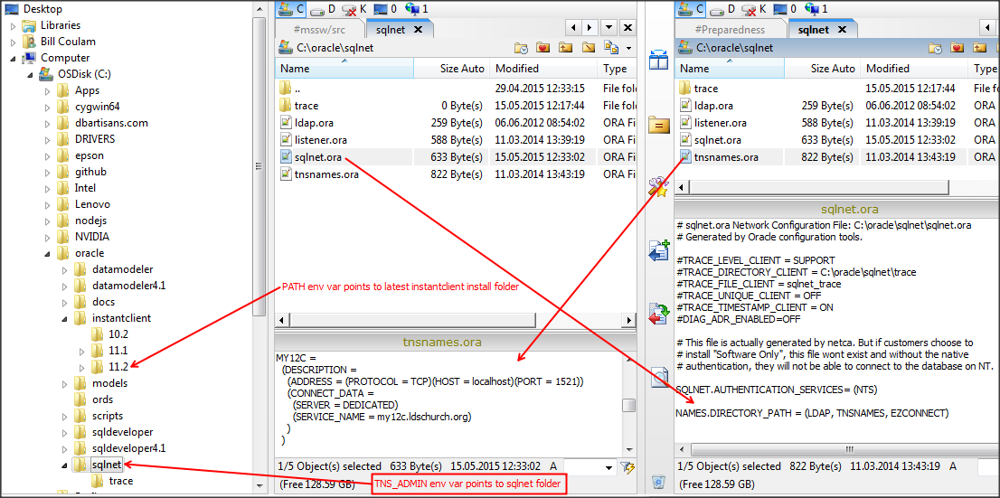 Desktop
Libraries
Bill Coulam
Computer
OSDisk (C:)
Apps
cygwin64
dbartisans.com
DRIVERS
epson
github
Intel
Lenovo
nodejs
NVIDIA
oracle
datamodeler
datamodeler4.1
docs
instantclient
10.2
11.1
11.2
models
ords
scripts
sqldeveloper
sqldeveloper4.1
sqlnet
trace
PATH env var points to latest instantclient install folder
TNS_ADMIN env var points to sqlnet folder
C D K 0 1
#mssw/src sqlnet
C:\oracle\sqlnet
Name Size Auto Modified Type
.. 29.04.2015 12:33:15 File fol
trace 0 Byte(s) 15.05.2015 12:17:44 File fol
ldap.ora 259 Byte(s) 06.06.2012 08:54:02 ORA Fi
listener.ora 588 Byte(s) 11.03.2014 13:39:19 ORA Fi
sqlnet.ora 633 Byte(s) 15.05.2015 12:33:02 ORA Fi
tnsnames.ora 822 Byte(s) 11.03.2014 13:43:19 ORA Fi
tnsnames.ora
MY12C =
(DESCRIPTION =
(ADDRESS = (PROTOCOL = TCP)(HOST = localhost)(PORT = 1521))
(CONNECT_DATA =
(SERVER = DEDICATED)
(SERVICE_NAME = my12c.ldschurch.org)
)
)
1/5 Object(s) selected 633 Byte(s) 15.05.2015 12:33:02 A
(Free 128.59 GB)
C D K 0 1
#Preparedness sqlnet
C:\oracle\sqlnet
Name Size Auto Modified Type
trace 15.05.2015 12:17:44 File fo
ldap.ora 259 Byte(s) 06.06.2012 08:54:02 ORA F
listener.ora 588 Byte(s) 11.03.2014 13:39:19 ORA F
sqlnet.ora 633 Byte(s) 15.05.2015 12:33:02 ORA F
tnsnames.ora 822 Byte(s) 11.03.2014 13:43:19 ORA F
sqlnet.ora
# sqlnet.ora Network Configuration File: C:\oracle\sqlnet\sqlnet.ora
# Generated by Oracle configuration tools.
#TRACE_LEVEL_CLIENT = SUPPORT
#TRACE_DIRECTORY_CLIENT = C:\oracle\sqlnet\trace
#TRACE_FILE_CLIENT = sqlnet_trace
#TRACE_UNIQUE_CLIENT = OFF
#TRACE_TIMESTAMP_CLIENT = ON
#DIAG_ADR_ENABLED=OFF
# This file is actually generated by netca. But if customers choose to
# install "Software Only", this file wont exist and without the native
# authentication, they will not be able to connect to the database on NT.
SQLNET.AUTHENTICATION_SERVICES= (NTS)
NAMES.DIRECTORY_PATH = (LDAP, TNSNAMES, EZCONNECT)
1/5 Object(s) selected 822 Byte(s) 11.03.2014 13:43:19 A
(Free 128.59 GB)